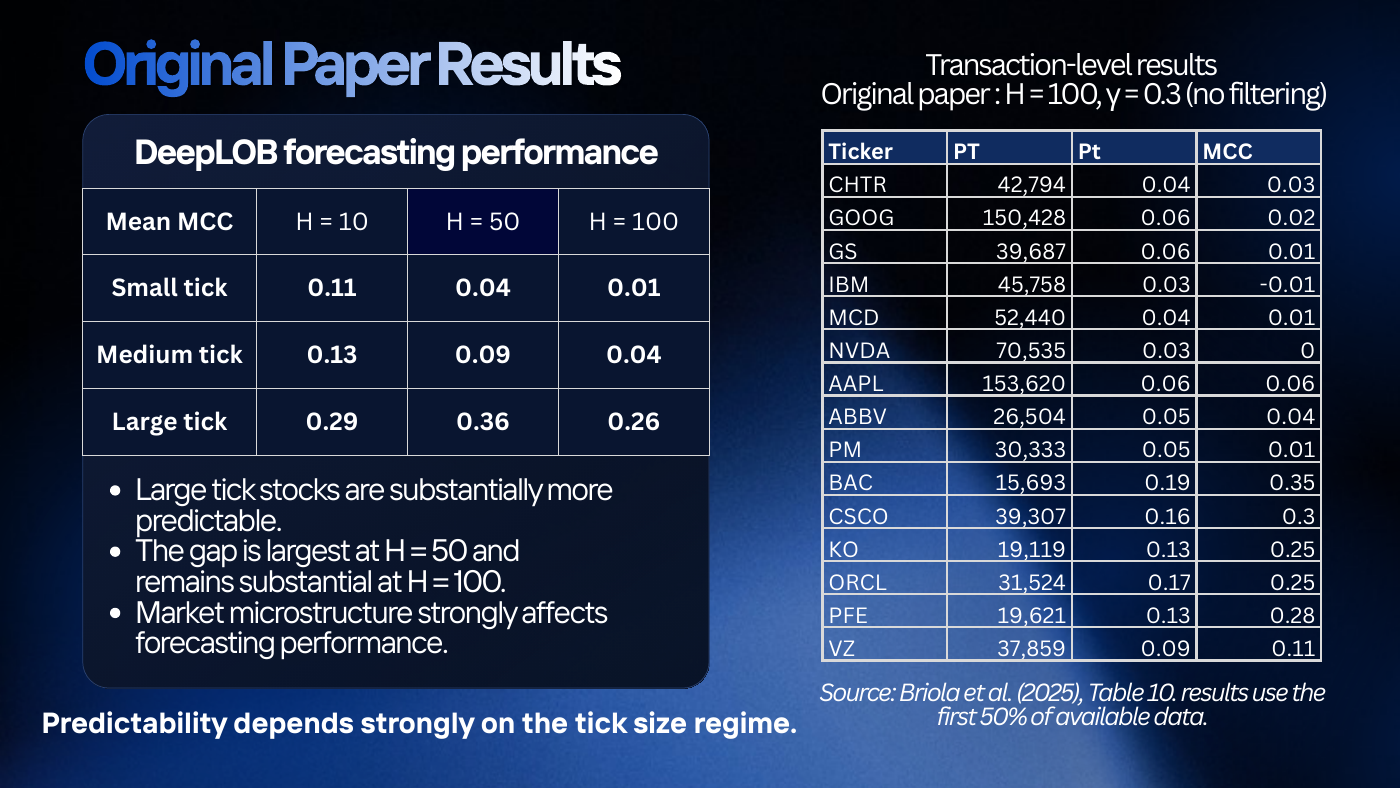 Original Paper Results
DeepLOB forecasting performance
Mean MCC H = 10 H = 50 H = 100
Small tick 0.11 0.04 0.01
Medium tick 0.13 0.09 0.04
Large tick 0.29 0.36 0.26
• Large tick stocks are substantially more
predictable.
• The gap is largest at H = 50 and
remains substantial at H = 100.
• Market microstructure strongly affects
forecasting performance.
Predictability depends strongly on the tick size regime.
Transaction-level results
Original paper : H = 100, γ = 0.3 (no filtering)
Ticker PT Pt MCC
CHTR 42,794 0.04 0.03
GOOG 150,428 0.06 0.02
GS 39,687 0.06 0.01
IBM 45,758 0.03 -0.01
MCD 52,440 0.04 0.01
NVDA 70,535 0.03 0
AAPL 153,620 0.06 0.06
ABBV 26,504 0.05 0.04
PM 30,333 0.05 0.01
BAC 15,693 0.19 0.35
CSCO 39,307 0.16 0.3
KO 19,119 0.13 0.25
ORCL 31,524 0.17 0.25
PFE 19,621 0.13 0.28
VZ 37,859 0.09 0.11
Source: Briola et al. (2025), Table 10. results use the
first 50% of available data.